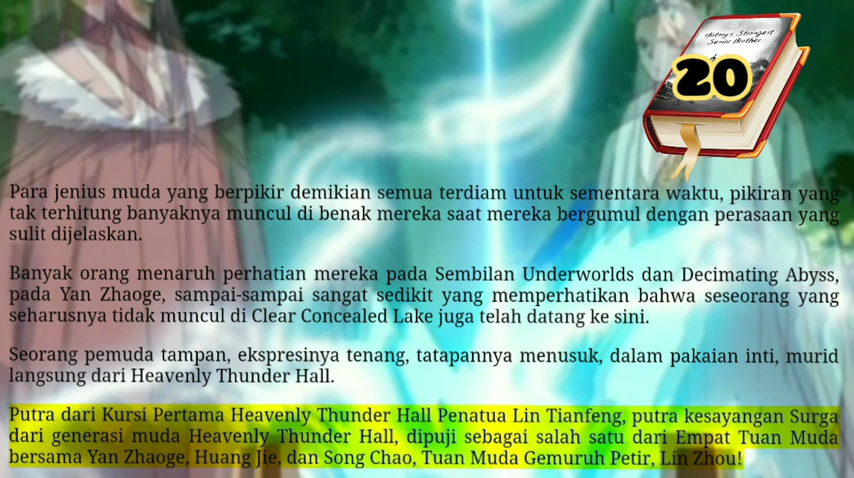 History's Strongest
Senior Brother
20
Para jenius muda yang berpikir demikian semua terdiam untuk sementara waktu, pikiran yang
tak terhitung banyaknya muncul di benak mereka saat mereka bergumul dengan perasaan yang
sulit dijelaskan.
Banyak orang menaruh perhatian mereka pada Sembilan Underworlds dan Decimating Abyss,
pada Yan Zhaoge, sampai-sampai sangat sedikit yang memperhatikan bahwa seseorang yang
seharusnya tidak muncul di Clear Concealed Lake juga telah datang ke sini.
Seorang pemuda tampan, ekspresinya tenang, tatapannya menusuk, dalam pakaian inti, murid
langsung dari Heavenly Thunder Hall.
Putra dari Kursi Pertama Heavenly Thunder Hall Penatua Lin Tianfeng, putra kesayangan Surga
dari generasi muda Heavenly Thunder Hall, dipuji sebagai salah satu dari Empat Tuan Muda
bersama Yan Zhaoge, Huang Jie, dan Song Chao, Tuan Muda Gemuruh Petir, Lin Zhou!